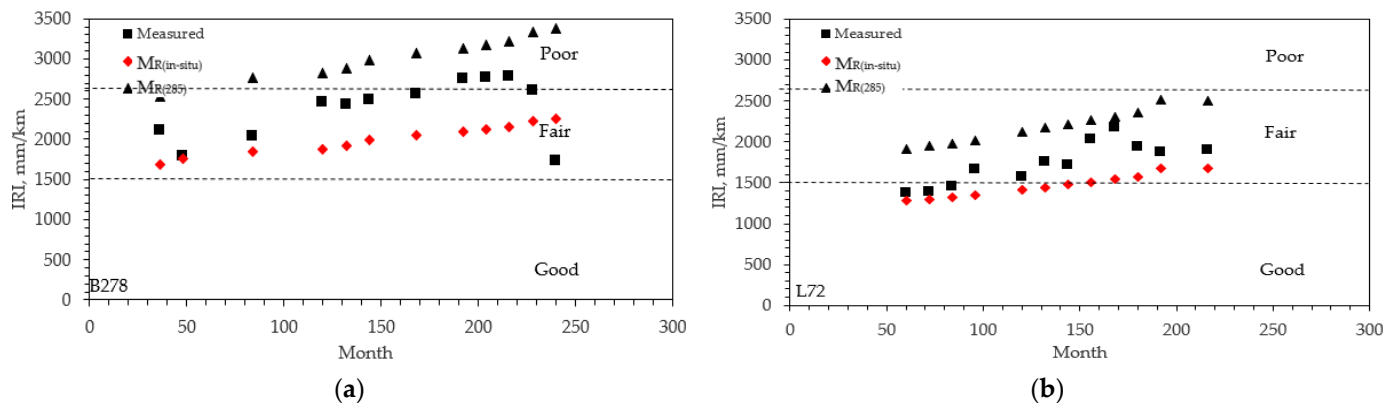 3500
3000
2500
2000
1500
1000
500
0
IRI, mm/km
Measured
MR(in-situ)
MR(285)
Poor
Fair
Good
B278
0 50 100 150 200 250 300
Month
(a)
3500
3000
2500
2000
1500
1000
500
0
IRI, mm/km
Measured
MR(in-situ)
MR(285)
Poor
Fair
Good
L72
0 50 100 150 200 250 300
Month
(b)